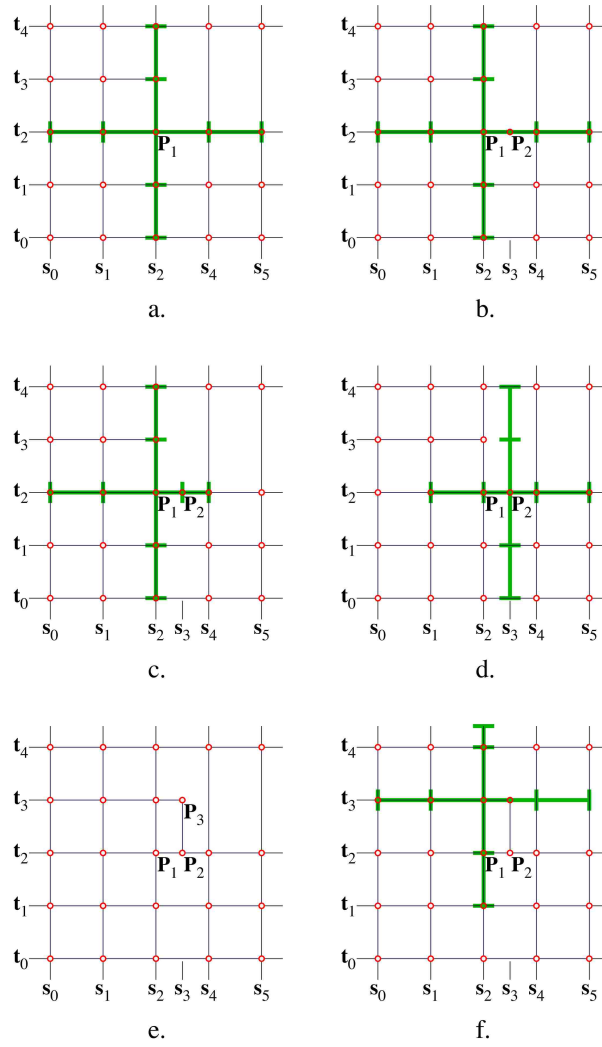 t4
t3
t2
P1
t1
t0
s0 s1 s2 s4 s5
a.
t4
t3
t2
P1 P2
t1
t0
s0 s1 s2 s3 s4 s5
b.
t4
t3
t2
P1 P2
t1
t0
s0 s1 s2 s3 s4 s5
c.
t4
t3
t2
P1 P2
t1
t0
s0 s1 s2 s3 s4 s5
d.
t4
t3
P3
t2
P1 P2
t1
t0
s0 s1 s2 s3 s4 s5
e.
t4
t3
t2
P1 P2
t1
t0
s0 s1 s2 s3 s4 s5
f.